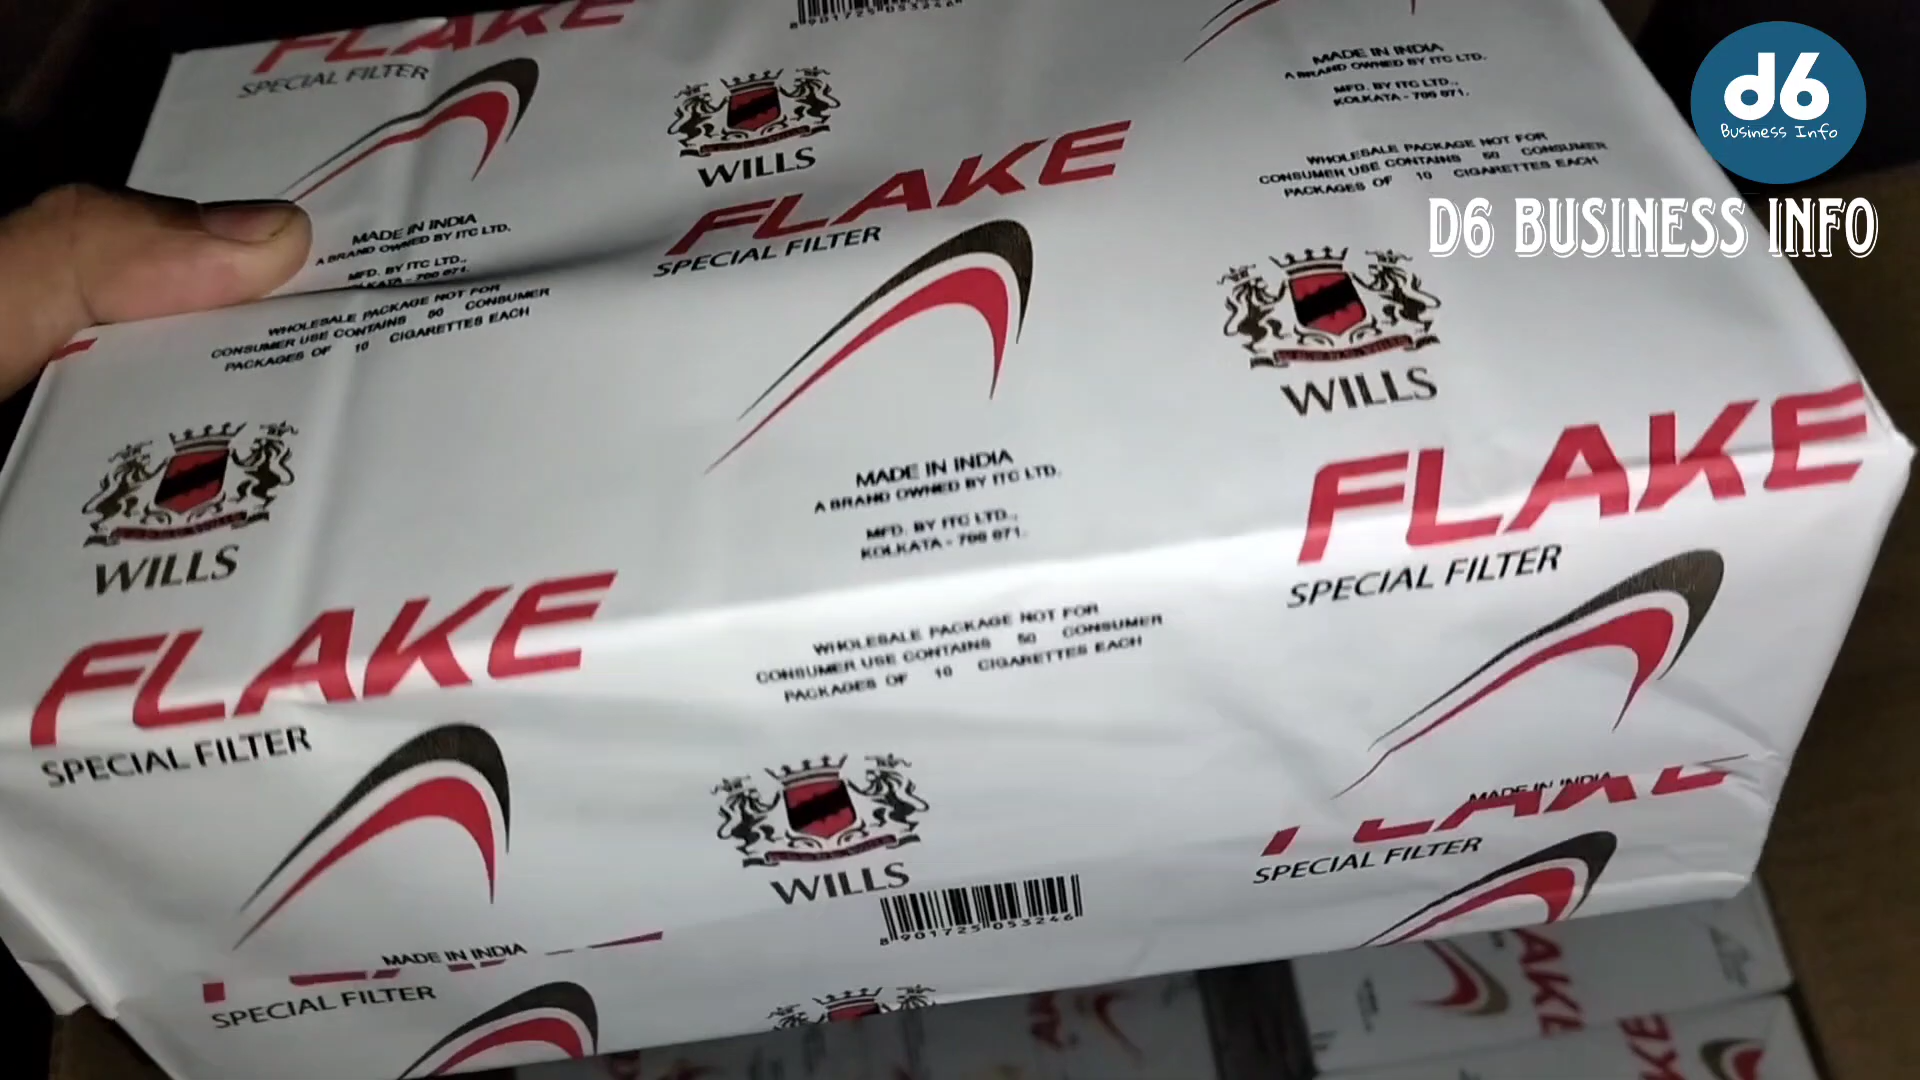 FLAKE
SPECIAL FILTER
MADE IN INDIA
A BRAND OWNED BY ITC LTD.
MFD. BY ITC LTD.,
KOLKATA - 700 071.
WHOLESALE PACKAGE NOT FOR
CONSUMER USE CONTAINS 50 CONSUMER
PACKAGES OF 10 CIGARETTES EACH
WILLS
FLAKE
SPECIAL FILTER
MADE IN INDIA
8901725053246
WILLS
FLAKE
SPECIAL FILTER
MADE IN INDIA
A BRAND OWNED BY ITC LTD.
MFD. BY ITC LTD.,
KOLKATA - 700 071.
WHOLESALE PACKAGE NOT FOR
CONSUMER USE CONTAINS 50 CONSUMER
PACKAGES OF 10 CIGARETTES EACH
WILLS
8901725053246
MADE IN INDIA
A BRAND OWNED BY ITC LTD.
MFD. BY ITC LTD.,
KOLKATA - 700 071.
WHOLESALE PACKAGE NOT FOR
CONSUMER USE CONTAINS 50 CONSUMER
PACKAGES OF 10 CIGARETTES EACH
WILLS
FLAKE
SPECIAL FILTER
MADE IN INDIA
FLAKE
SPECIAL FILTER
SPECIAL FILTER
FLAKE
d6
Business Info
D6 BUSINESS INFO